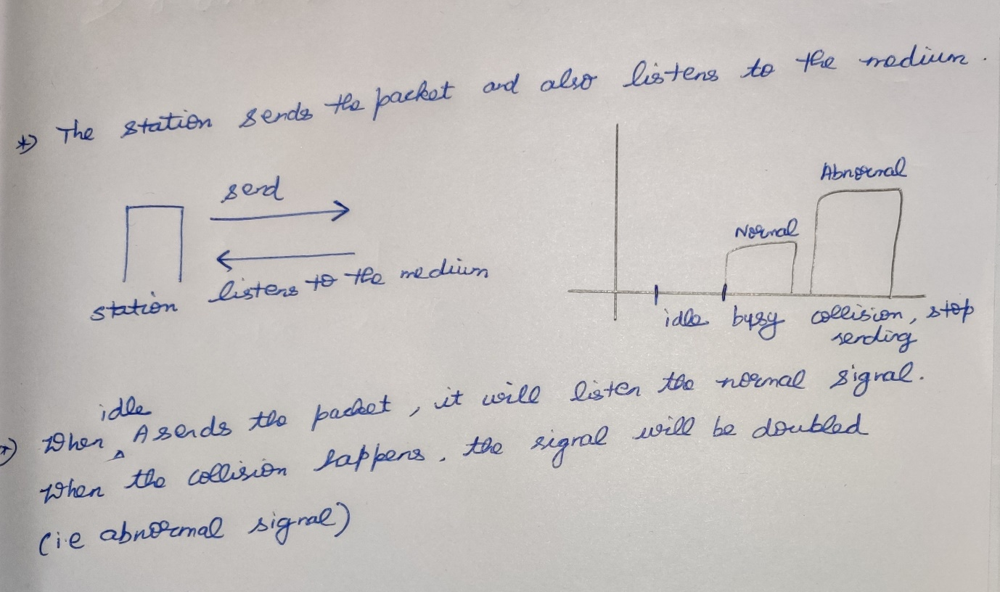 *) The station sends the packet and also listens to the medium.
send
listens to the medium
station
Abnormal
Normal
idle busy collision, stop
sending
idle
*) When ^ A sends the packet, it will listen the normal signal.
When the collision happens, the signal will be doubled
(i.e abnormal signal)